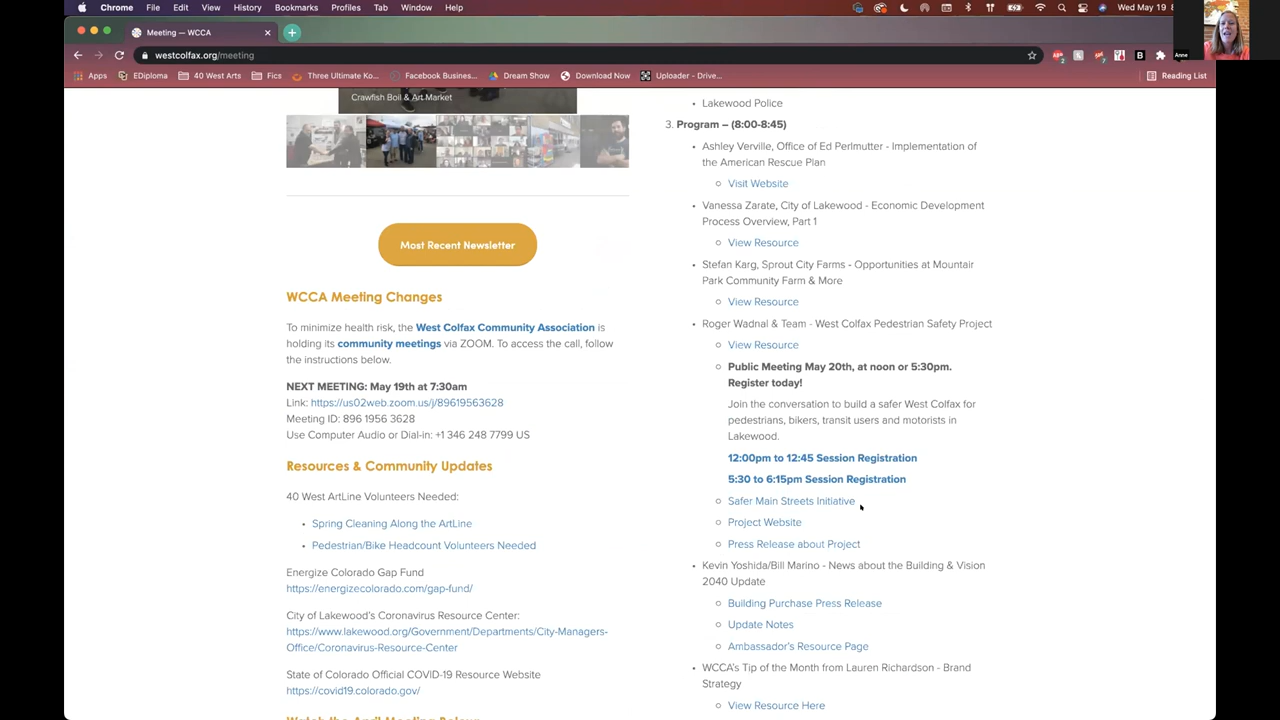 Chrome File Edit View History Bookmarks Profiles Tab Window Help
Wed May 19
Meeting — WCCA
westcolfax.org/meeting
Anne
Apps EDiploma 40 West Arts Fics Three Ultimate Ko... Facebook Busines... Dream Show Download Now Uploader - Drive... Reading List
Crawfish Boil & Art Market
Most Recent Newsletter
WCCA Meeting Changes
To minimize health risk, the West Colfax Community Association is
holding its community meetings via ZOOM. To access the call, follow
the instructions below.
NEXT MEETING: May 19th at 7:30am
Link: https://us02web.zoom.us/j/89619563628
Meeting ID: 896 1956 3628
Use Computer Audio or Dial-in: +1 346 248 7799 US
Resources & Community Updates
40 West ArtLine Volunteers Needed:
• Spring Cleaning Along the ArtLine
• Pedestrian/Bike Headcount Volunteers Needed
Energize Colorado Gap Fund
https://energizecolorado.com/gap-fund/
City of Lakewood's Coronavirus Resource Center:
https://www.lakewood.org/Government/Departments/City-Managers-
Office/Coronavirus-Resource-Center
State of Colorado Official COVID-19 Resource Website
https://covid19.colorado.gov/
Watch the April Meeting Below:
• Lakewood Police
3. Program – (8:00-8:45)
• Ashley Verville, Office of Ed Perlmutter - Implementation of
the American Rescue Plan
Visit Website
• Vanessa Zarate, City of Lakewood - Economic Development
Process Overview, Part 1
View Resource
• Stefan Karg, Sprout City Farms - Opportunities at Mountair
Park Community Farm & More
View Resource
• Roger Wadnal & Team - West Colfax Pedestrian Safety Project
View Resource
Public Meeting May 20th, at noon or 5:30pm.
Register today!
Join the conversation to build a safer West Colfax for
pedestrians, bikers, transit users and motorists in
Lakewood.
12:00pm to 12:45 Session Registration
5:30 to 6:15pm Session Registration
Safer Main Streets Initiative
Project Website
Press Release about Project
• Kevin Yoshida/Bill Marino - News about the Building & Vision
2040 Update
Building Purchase Press Release
Update Notes
Ambassador's Resource Page
• WCCA's Tip of the Month from Lauren Richardson - Brand
Strategy
View Resource Here